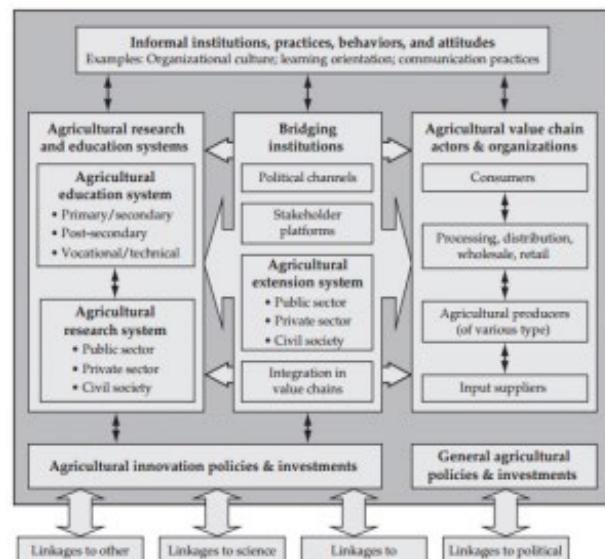 Informal institutions, practices, behaviors, and attitudes
Examples: Organizational culture; learning orientation; communication practices
Agricultural research
and education systems
Agricultural
education system
• Primary/secondary
• Post-secondary
• Vocational/technical
Agricultural
research system
• Public sector
• Private sector
• Civil society
Bridging
institutions
Political channels
Stakeholder
platforms
Agricultural
extension system
• Public sector
• Private sector
• Civil society
Integration in
value chains
Agricultural value chain
actors & organizations
Consumers
Processing, distribution,
wholesale, retail
Agricultural producers
(of various type)
Input suppliers
Agricultural innovation policies & investments
General agricultural
policies & investments
Linkages to other
Linkages to science
Linkages to
Linkages to political